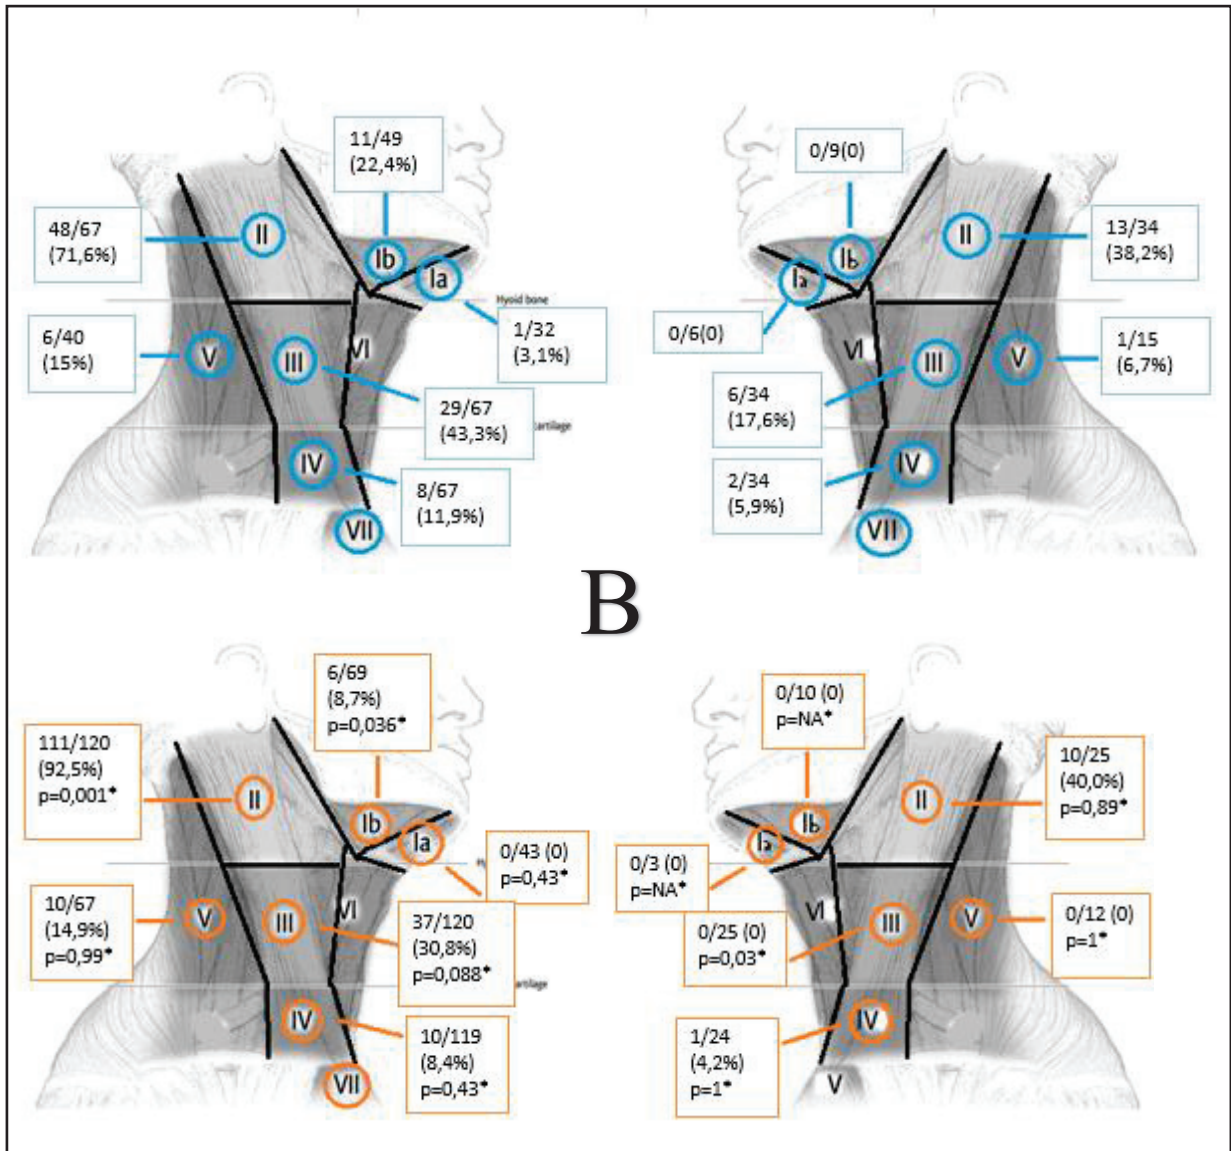 11/49
(22,4%)
48/67
(71,6%)
II
Ib
Ia
Hyoid bone
1/32
(3,1%)
6/40
(15%)
V
III
VI
29/67
(43,3%)
IV
8/67
(11,9%)
VII
0/9(0)
II
13/34
(38,2%)
Ib
Ia
0/6(0)
VI
III
V
1/15
(6,7%)
6/34
(17,6%)
IV
2/34
(5,9%)
VII
B
6/69
(8,7%)
p=0,036*
111/120
(92,5%)
p=0,001*
II
Ib
Ia
0/43 (0)
p=0,43*
10/67
(14,9%)
p=0,99*
V
III
VI
37/120
(30,8%)
p=0,088*
IV
10/119
(8,4%)
p=0,43*
VII
0/10 (0)
p=NA*
II
10/25
(40,0%)
p=0,89*
Ib
Ia
0/3 (0)
p=NA*
VI
III
V
0/12 (0)
p=1*
0/25 (0)
p=0,03*
IV
1/24
(4,2%)
p=1*
V